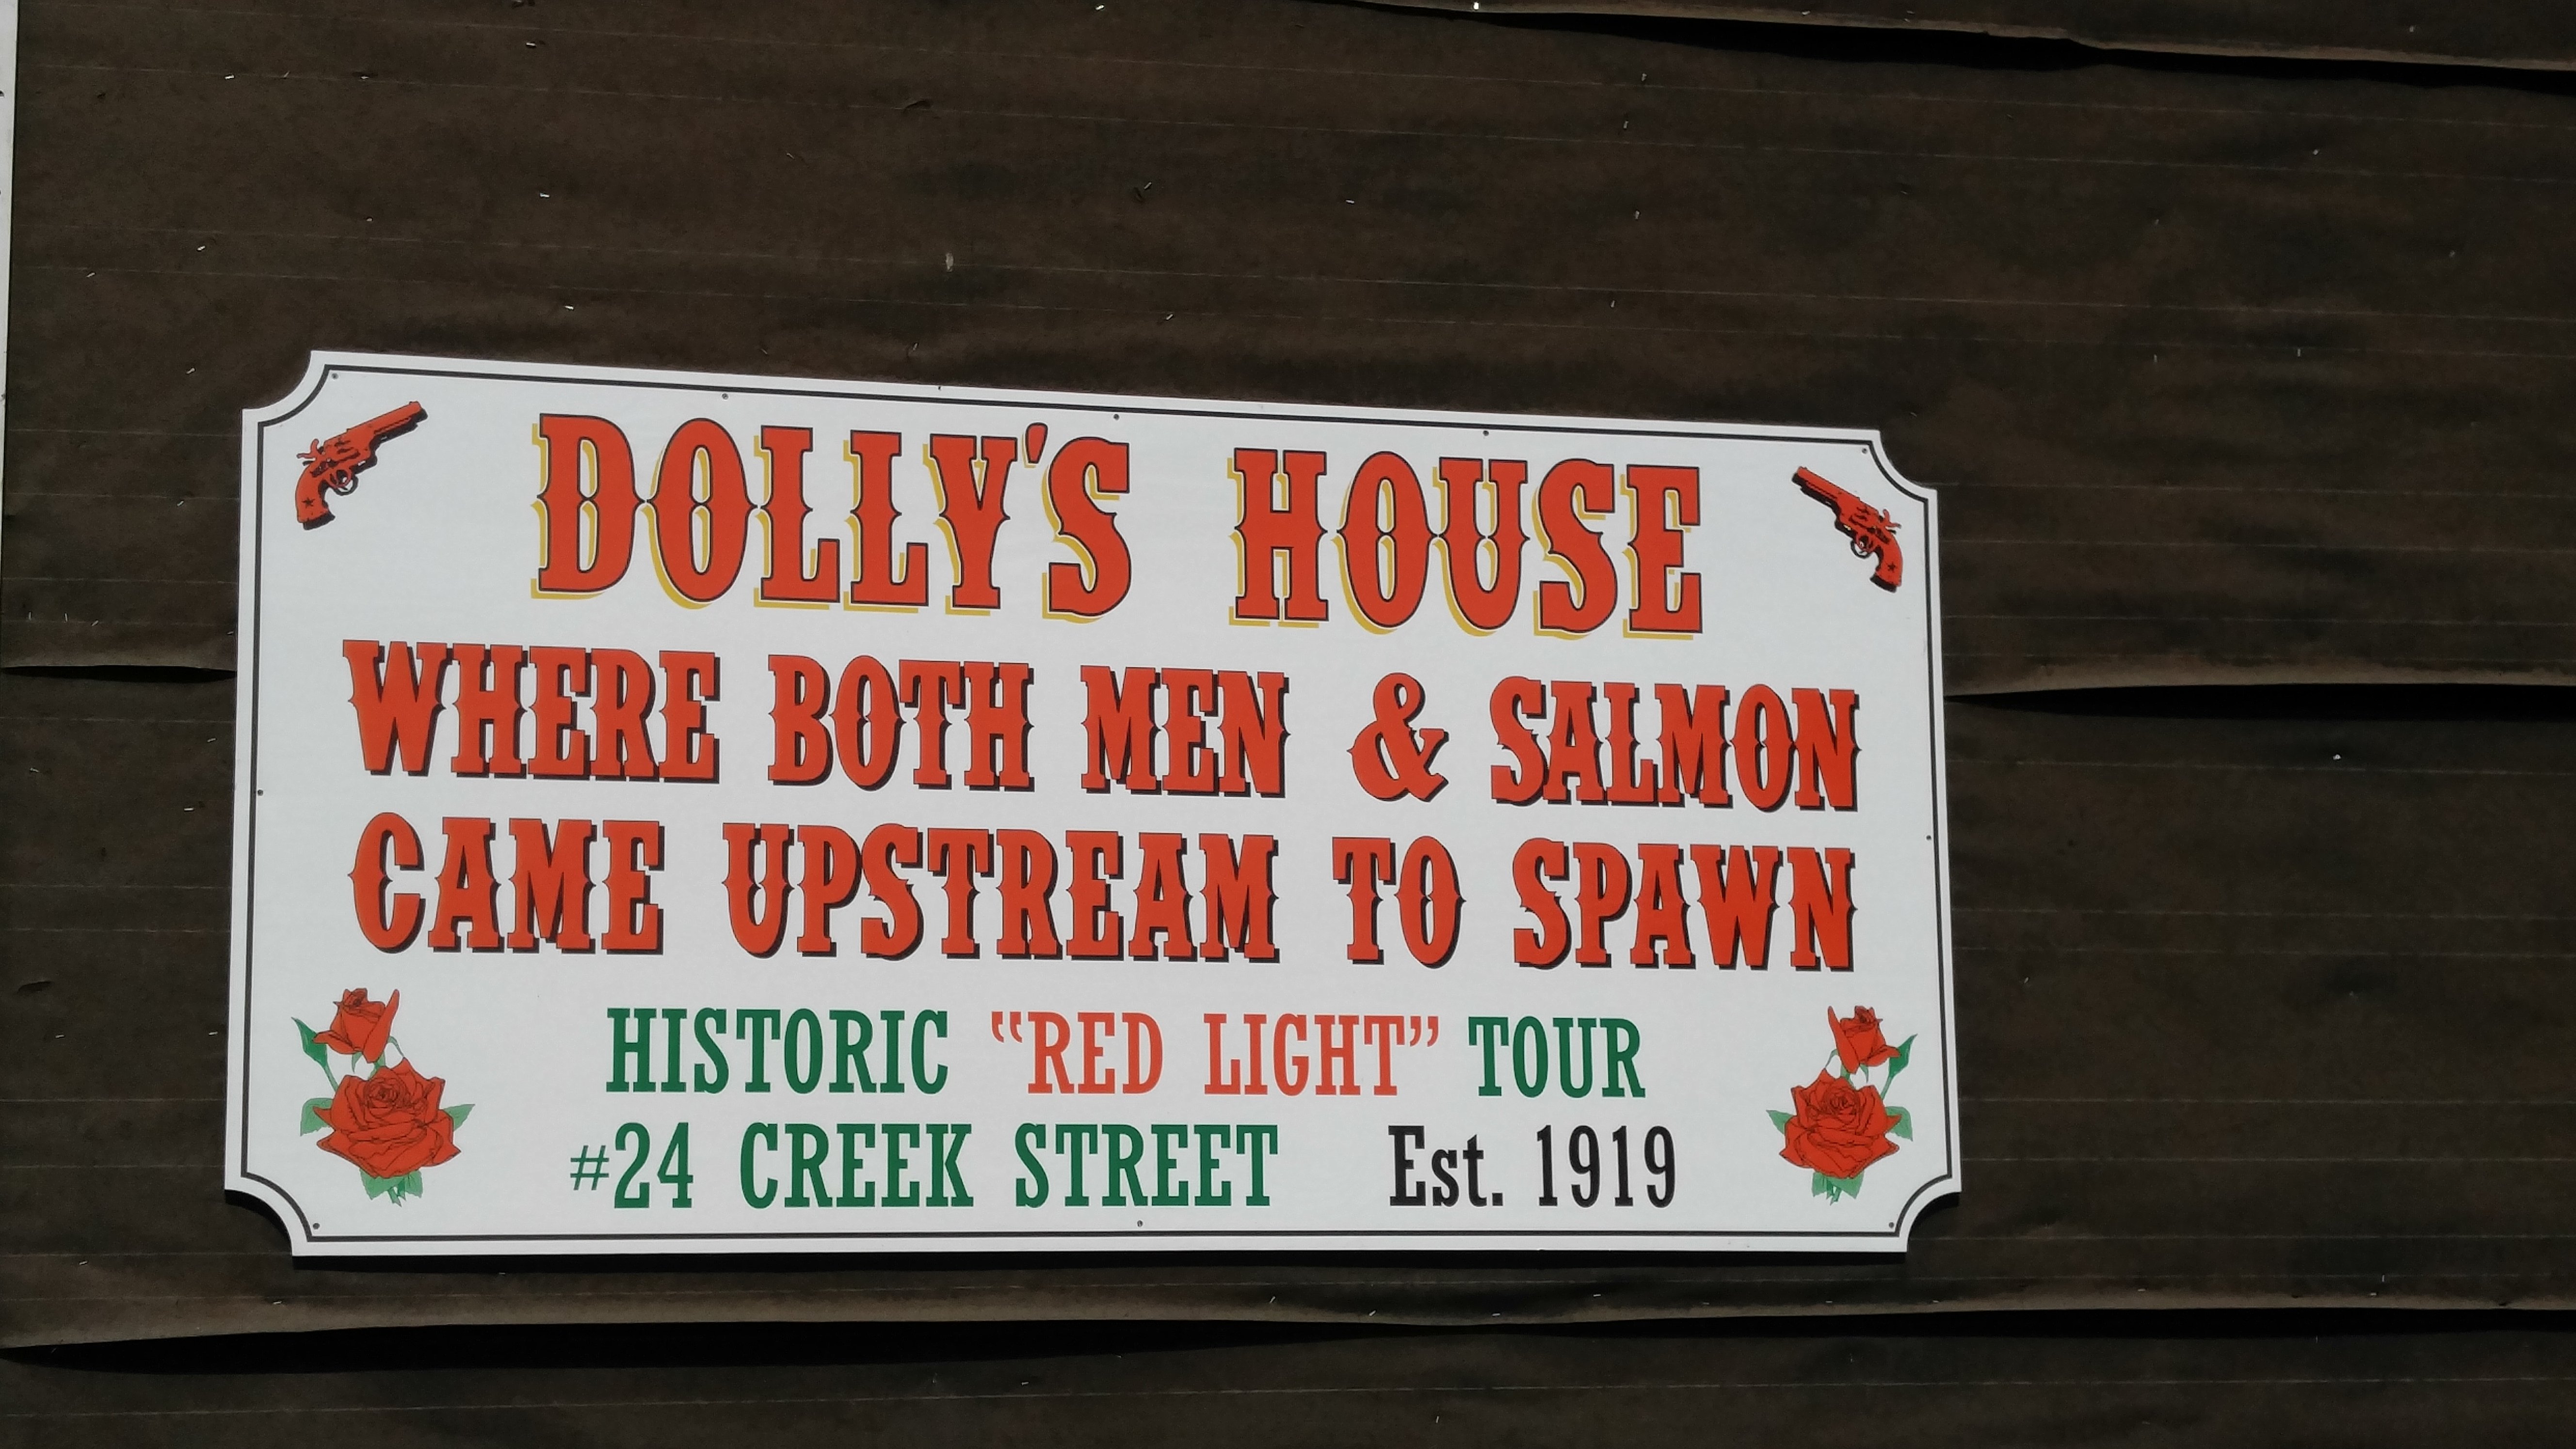 DOLLY'S HOUSE
WHERE BOTH MEN & SALMON
CAME UPSTREAM TO SPAWN
HISTORIC “RED LIGHT” TOUR
#24 CREEK STREET Est. 1919